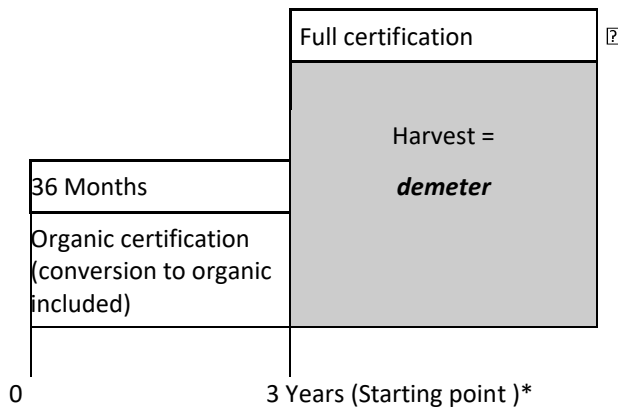 Full certification
Harvest =
demeter
36 Months
Organic certification
(conversion to organic
included)
0
3 Years (Starting point )*